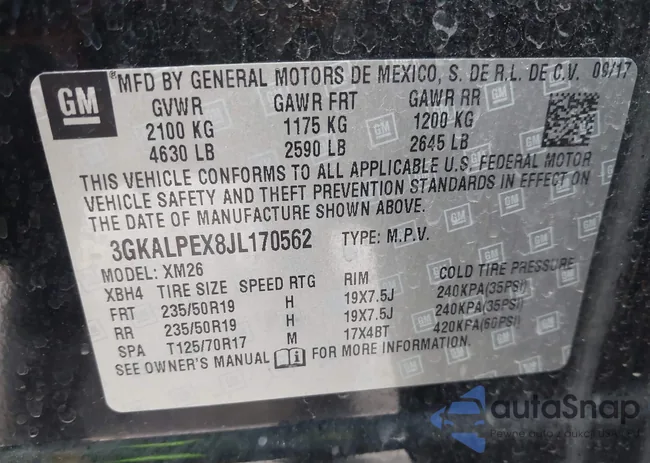 GM
MFD BY GENERAL MOTORS DE MEXICO, S. DE R.L. DE C.V. 09/17
GVWR GAWR FRT GAWR RR
2100 KG 1175 KG 1200 KG
4630 LB 2590 LB 2645 LB
THIS VEHICLE CONFORMS TO ALL APPLICABLE U.S. FEDERAL MOTOR
VEHICLE SAFETY AND THEFT PREVENTION STANDARDS IN EFFECT ON
THE DATE OF MANUFACTURE SHOWN ABOVE.
3GKALPEX8JL170562 TYPE: M.P.V.
MODEL: XM26
XBH4 TIRE SIZE SPEED RTG RIM COLD TIRE PRESSURE
FRT 235/50R19 H 19X7.5J 240KPA(35PSI)
RR 235/50R19 H 19X7.5J 240KPA(35PSI)
SPA T125/70R17 M 17X4BT 420KPA(60PSI)
SEE OWNER'S MANUAL FOR MORE INFORMATION.
autaSnap
Pewne auto z aukcji